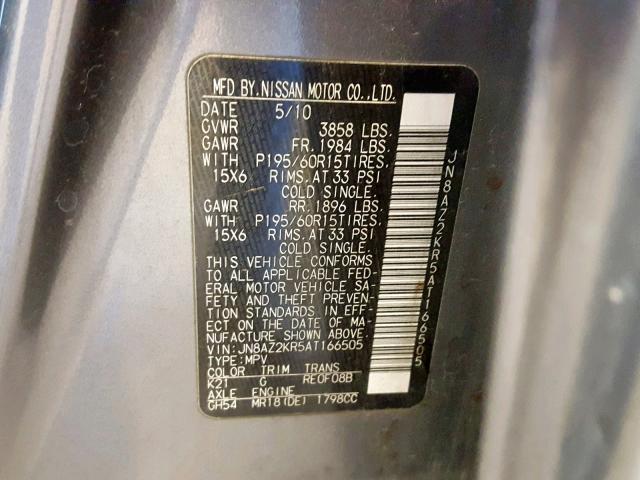 MFD BY. NISSAN MOTOR CO., LTD.
DATE 5/10
GVWR 3858 LBS.
GAWR FR. 1984 LBS.
WITH P195/60R15TIRES.
15X6 RIMS. AT 33 PSI
COLD SINGLE.
GAWR RR. 1896 LBS.
WITH P195/60R15TIRES.
15X6 RIMS. AT 33 PSI
COLD SINGLE.
THIS VEHICLE CONFORMS
TO ALL APPLICABLE FED-
ERAL MOTOR VEHICLE SA-
FETY AND THEFT PREVEN-
TION STANDARDS IN EFF-
ECT ON THE DATE OF MA-
NUFACTURE SHOWN ABOVE.
VIN: JN8AZ2KR5AT166505
TYPE: MPV
COLOR TRIM TRANS
K21 G RE0F08B
AXLE ENGINE
GH54 MR18(DE) 1798CC
JN8AZ2KR5AT166505